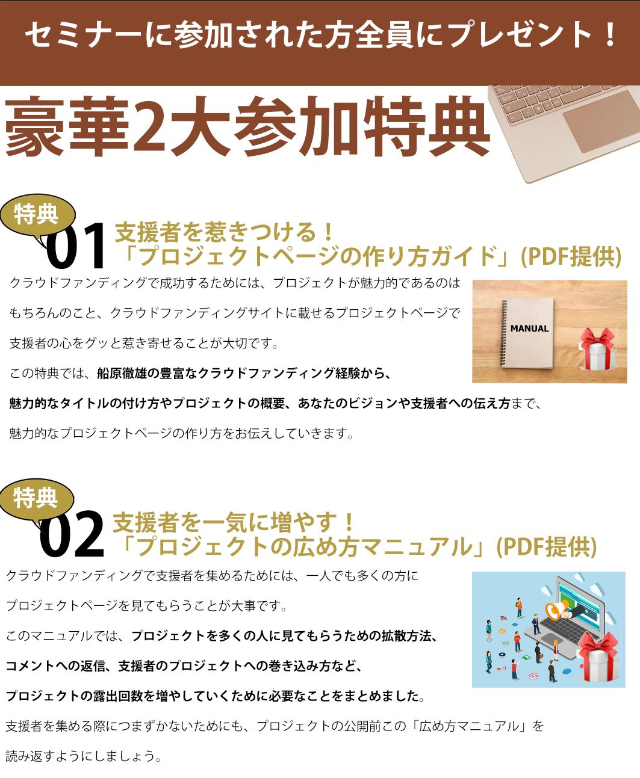 セミナーに参加された方全員にプレゼント！
豪華2大参加特典
特典
01
支援者を惹きつける！
「プロジェクトページの作り方ガイド」(PDF提供)
クラウドファンディングで成功するためには、プロジェクトが魅力的であるのは
もちろんのこと、クラウドファンディングサイトに載せるプロジェクトページで
支援者の心をグッと惹き寄せることが大切です。
この特典では、船原徹雄の豊富なクラウドファンディング経験から、
魅力的なタイトルの付け方やプロジェクトの概要、あなたのビジョンや支援者への伝え方まで、
魅力的なプロジェクトページの作り方をお伝えしていきます。
MANUAL
特典
02
支援者を一気に増やす！
「プロジェクトの広め方マニュアル」(PDF提供)
クラウドファンディングで支援者を集めるためには、一人でも多くの方に
プロジェクトページを見てもらうことが大事です。
このマニュアルでは、プロジェクトを多くの人に見てもらうための拡散方法、
コメントへの返信、支援者のプロジェクトへの巻き込み方など、
プロジェクトの露出回数を増やしていくために必要なことをまとめました。
支援者を集める際につまずかないためにも、プロジェクトの公開前この「広め方マニュアル」を
読み返すようにしましょう。